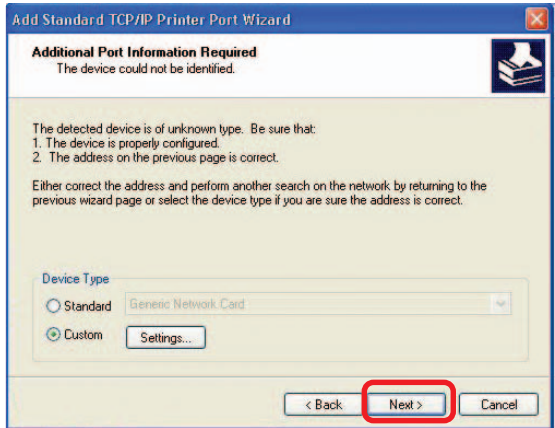 Add Standard TCP/IP Printer Port Wizard
Additional Port Information Required
The device could not be identified.
The detected device is of unknown type. Be sure that:
1. The device is properly configured.
2. The address on the previous page is correct.
Either correct the address and perform another search on the network by returning to the
previous wizard page or select the device type if you are sure the address is correct.
Device Type
Standard
Generic Network Card
Custom
Settings...
< Back
Next >
Cancel